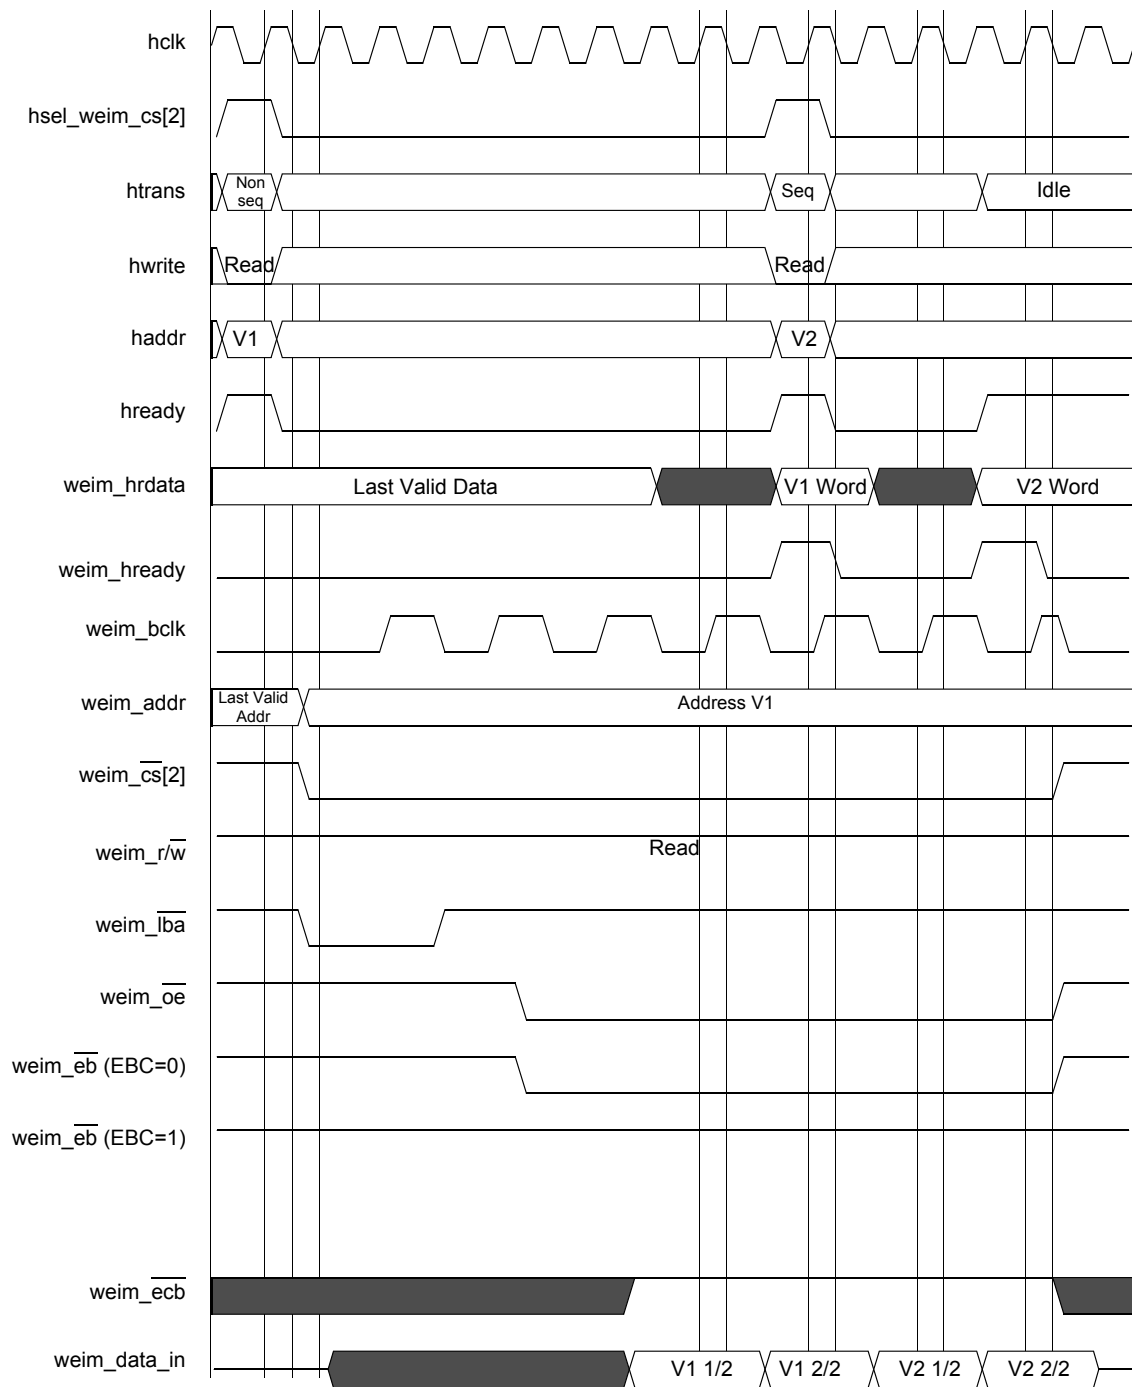 hclk
hsel_weim_cs[2]
htrans
Non
seq
Seq
Idle
hwrite
Read
Read
haddr
V1
V2
hready
weim_hrdata
Last Valid Data
V1 Word
V2 Word
weim_hready
weim_bclk
weim_addr
Last Valid
Addr
Address V1
weim_cs[2]
weim_r/w
Read
weim_lba
weim_oe
weim_eb (EBC=0)
weim_eb (EBC=1)
weim_ecb
weim_data_in
V1 1/2
V1 2/2
V2 1/2
V2 2/2